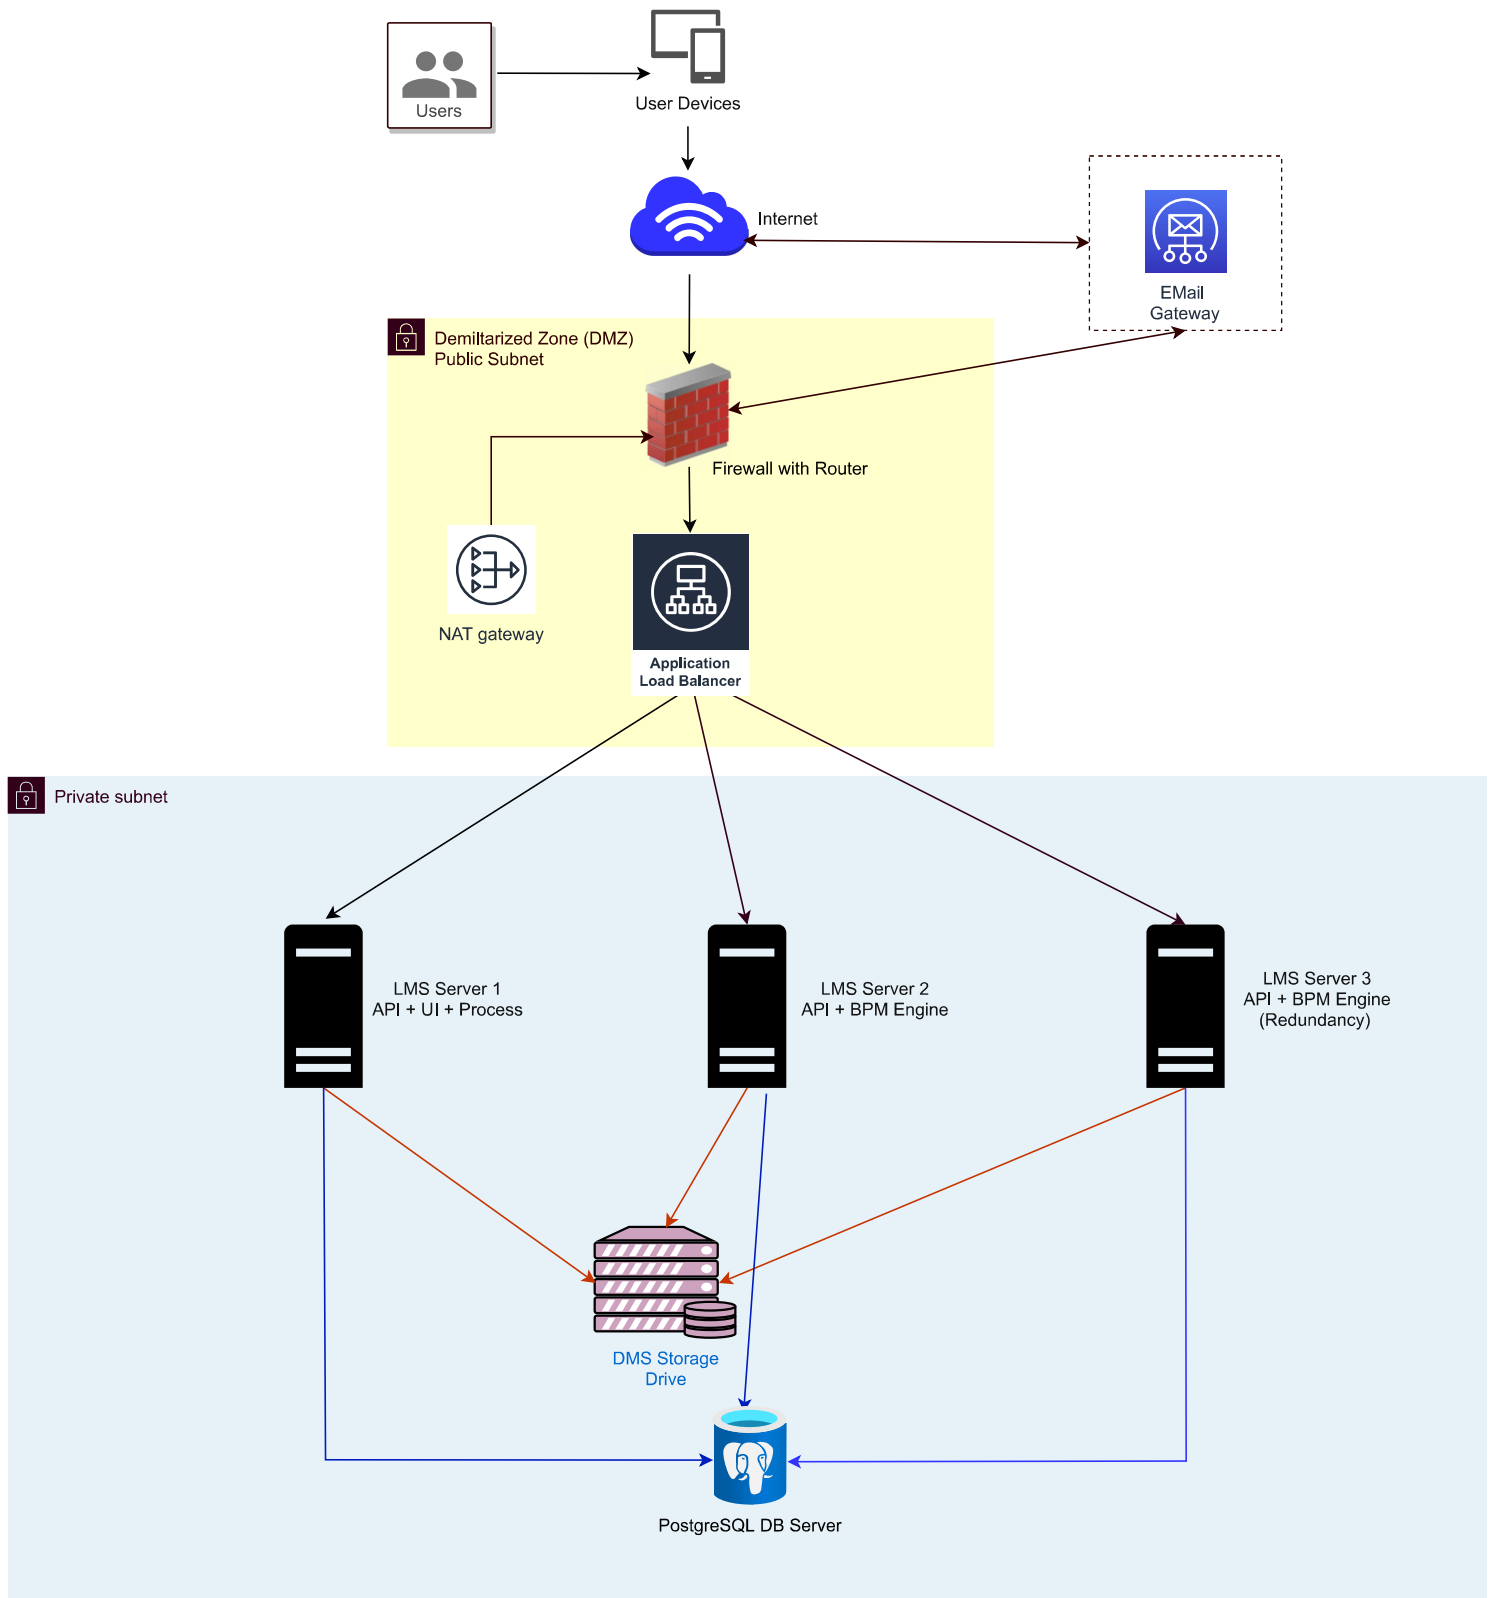 Users
User Devices
Internet
EMail
Gateway
Demiltarized Zone (DMZ)
Public Subnet
Firewall with Router
NAT gateway
Application
Load Balancer
Private subnet
LMS Server 1
API + UI + Process
LMS Server 2
API + BPM Engine
LMS Server 3
API + BPM Engine
(Redundancy)
DMS Storage
Drive
PostgreSQL DB Server